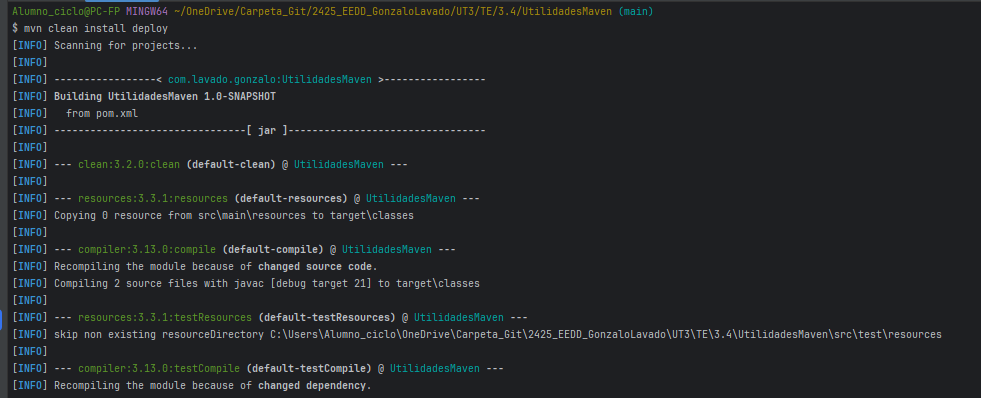 Alumno_ciclo@PC-FP MINGW64 ~/OneDrive/Carpeta_Git/2425_EEDD_GonzaloLavado/UT3/TE/3.4/UtilidadesMaven (main)
$ mvn clean install deploy
[INFO] Scanning for projects...
[INFO]
[INFO] -----------------< com.lavado.gonzalo:UtilidadesMaven >-----------------
[INFO] Building UtilidadesMaven 1.0-SNAPSHOT
[INFO]   from pom.xml
[INFO] --------------------------------[ jar ]---------------------------------
[INFO]
[INFO] --- clean:3.2.0:clean (default-clean) @ UtilidadesMaven ---
[INFO]
[INFO] --- resources:3.3.1:resources (default-resources) @ UtilidadesMaven ---
[INFO] Copying 0 resource from src\main\resources to target\classes
[INFO]
[INFO] --- compiler:3.13.0:compile (default-compile) @ UtilidadesMaven ---
[INFO] Recompiling the module because of changed source code.
[INFO] Compiling 2 source files with javac [debug target 21] to target\classes
[INFO]
[INFO] --- resources:3.3.1:testResources (default-testResources) @ UtilidadesMaven ---
[INFO] skip non existing resourceDirectory C:\Users\Alumno_ciclo\OneDrive\Carpeta_Git\2425_EEDD_GonzaloLavado\UT3\TE\3.4\UtilidadesMaven\src\test\resources
[INFO]
[INFO] --- compiler:3.13.0:testCompile (default-testCompile) @ UtilidadesMaven ---
[INFO] Recompiling the module because of changed dependency.